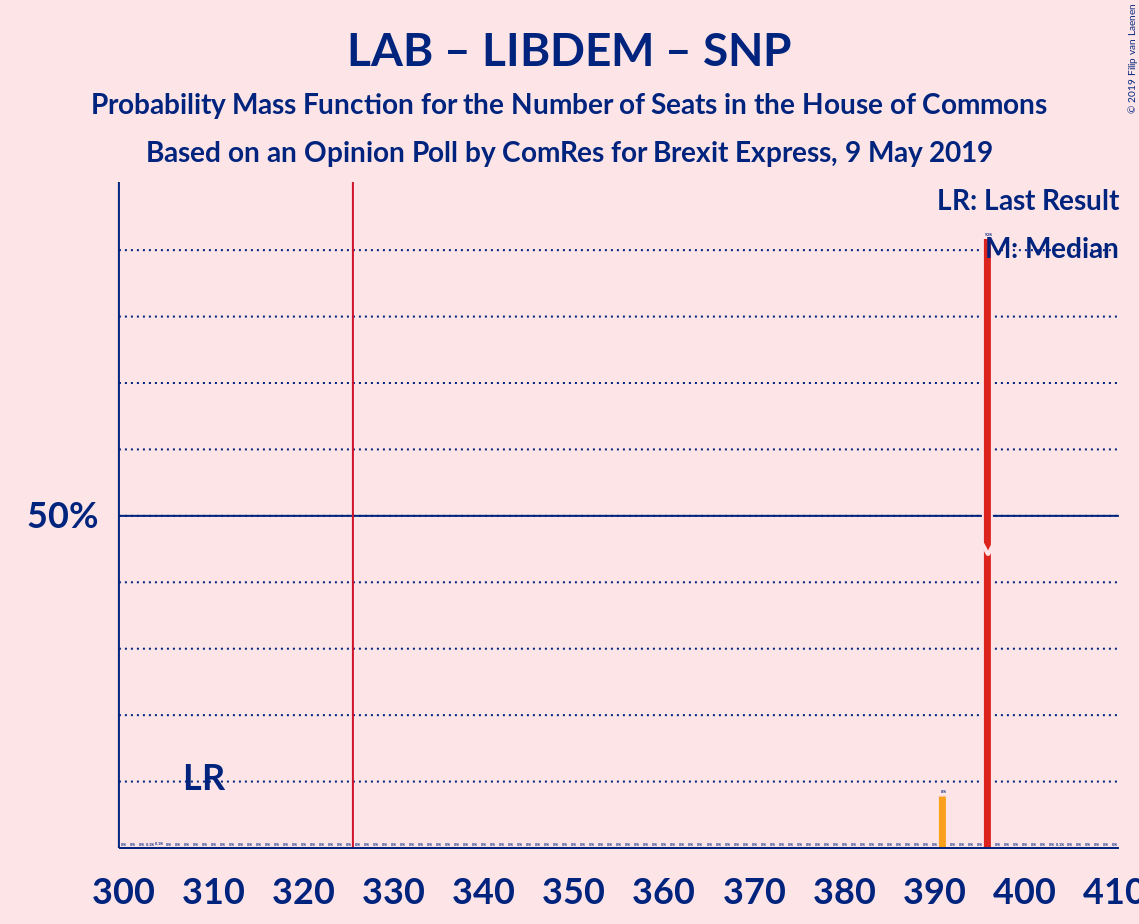 LAB – LIBDEM – SNP
Probability Mass Function for the Number of Seats in the House of Commons
Based on an Opinion Poll by ComRes for Brexit Express, 9 May 2019
© 2019 Filip van Laenen
LR: Last Result
M: Median
50%
M
LR
300 310 320 330 340 350 360 370 380 390 400 410